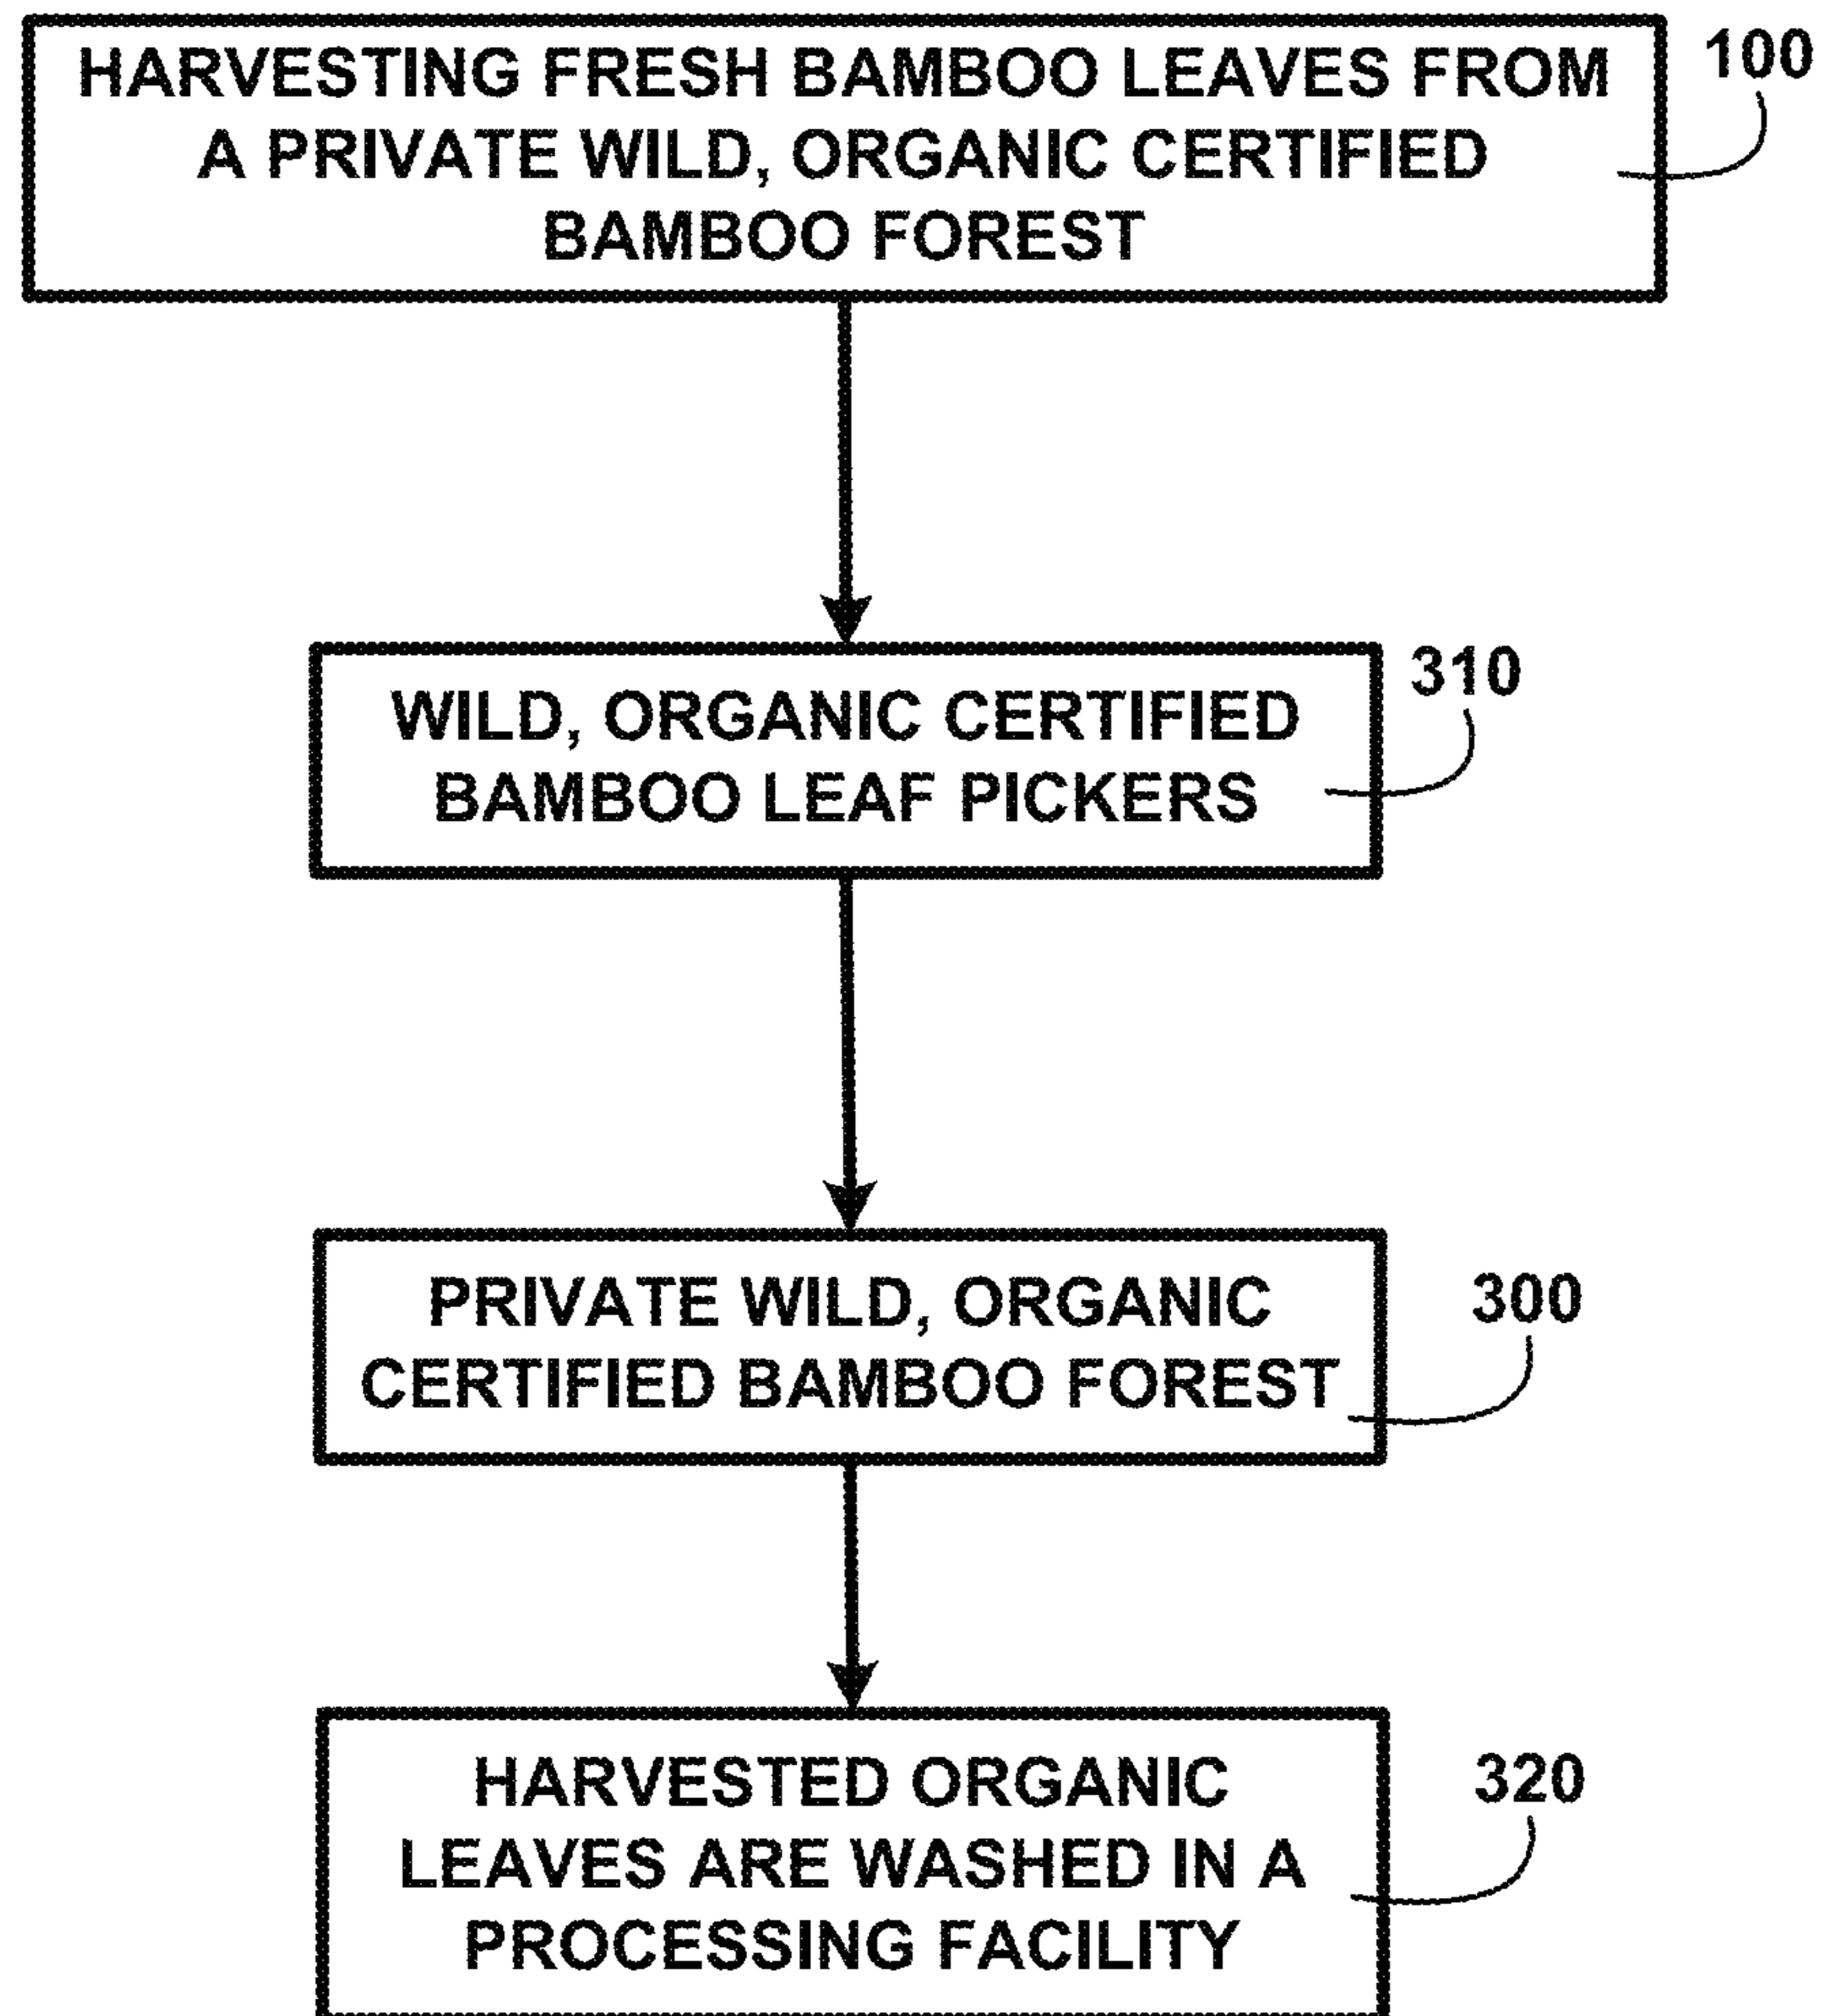 HARVESTING FRESH BAMBOO LEAVES FROM
A PRIVATE WILD, ORGANIC CERTIFIED
BAMBOO FOREST
100
WILD, ORGANIC CERTIFIED
BAMBOO LEAF PICKERS
310
PRIVATE WILD, ORGANIC
CERTIFIED BAMBOO FOREST
300
HARVESTED ORGANIC
LEAVES ARE WASHED IN A
PROCESSING FACILITY
320